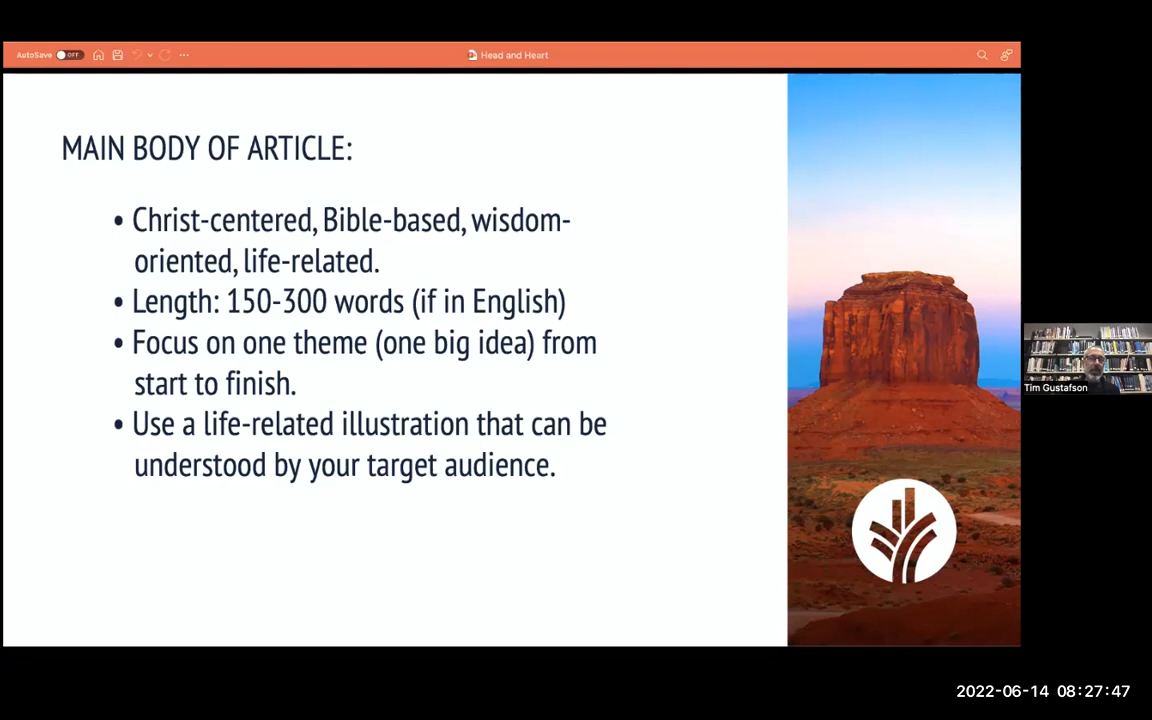 AutoSave OFF
Head and Heart
MAIN BODY OF ARTICLE:
• Christ-centered, Bible-based, wisdom-
oriented, life-related.
• Length: 150-300 words (if in English)
• Focus on one theme (one big idea) from
start to finish.
• Use a life-related illustration that can be
understood by your target audience.
Tim Gustafson
2022-06-14 08:27:47